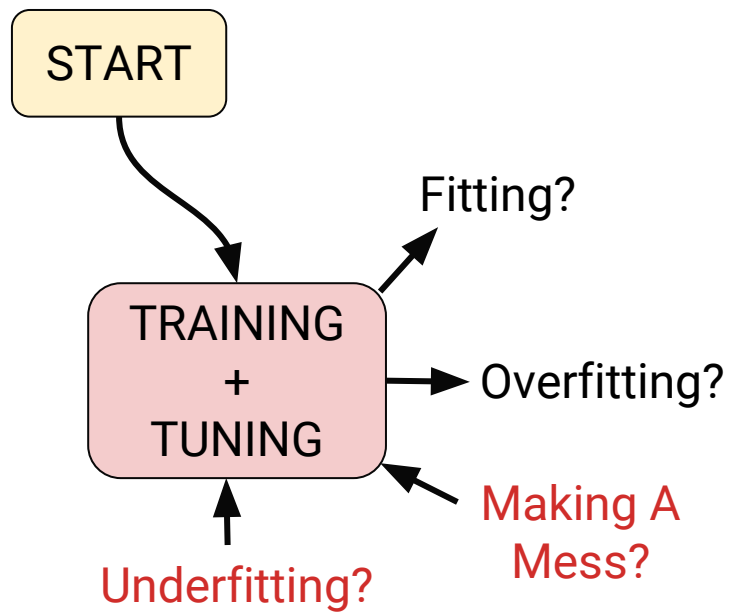 START
Fitting?
TRAINING
+
TUNING
Overfitting?
Making A
Mess?
Underfitting?